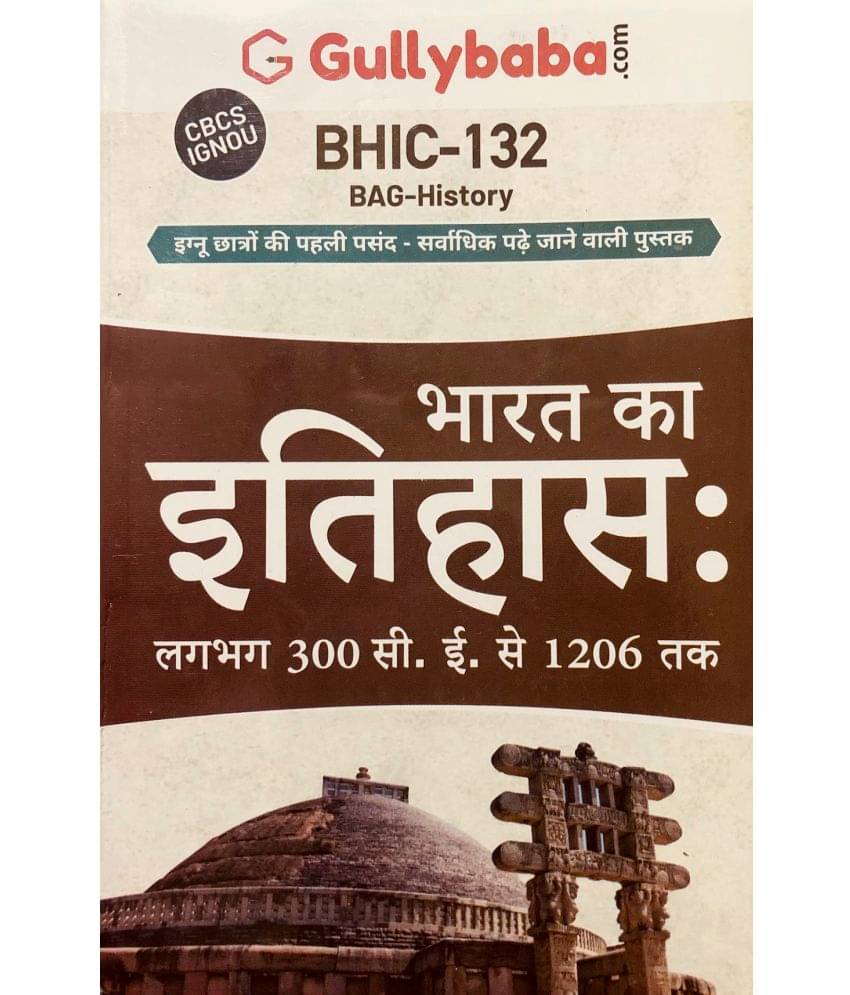 G Gullybaba.com
CBCS
IGNOU
BHIC-132
BAG-History
इग्नू छात्रों की पहली पसंद - सर्वाधिक पढ़े जाने वाली पुस्तक
भारत का
इतिहास:
लगभग 300 सी. ई. से 1206 तक